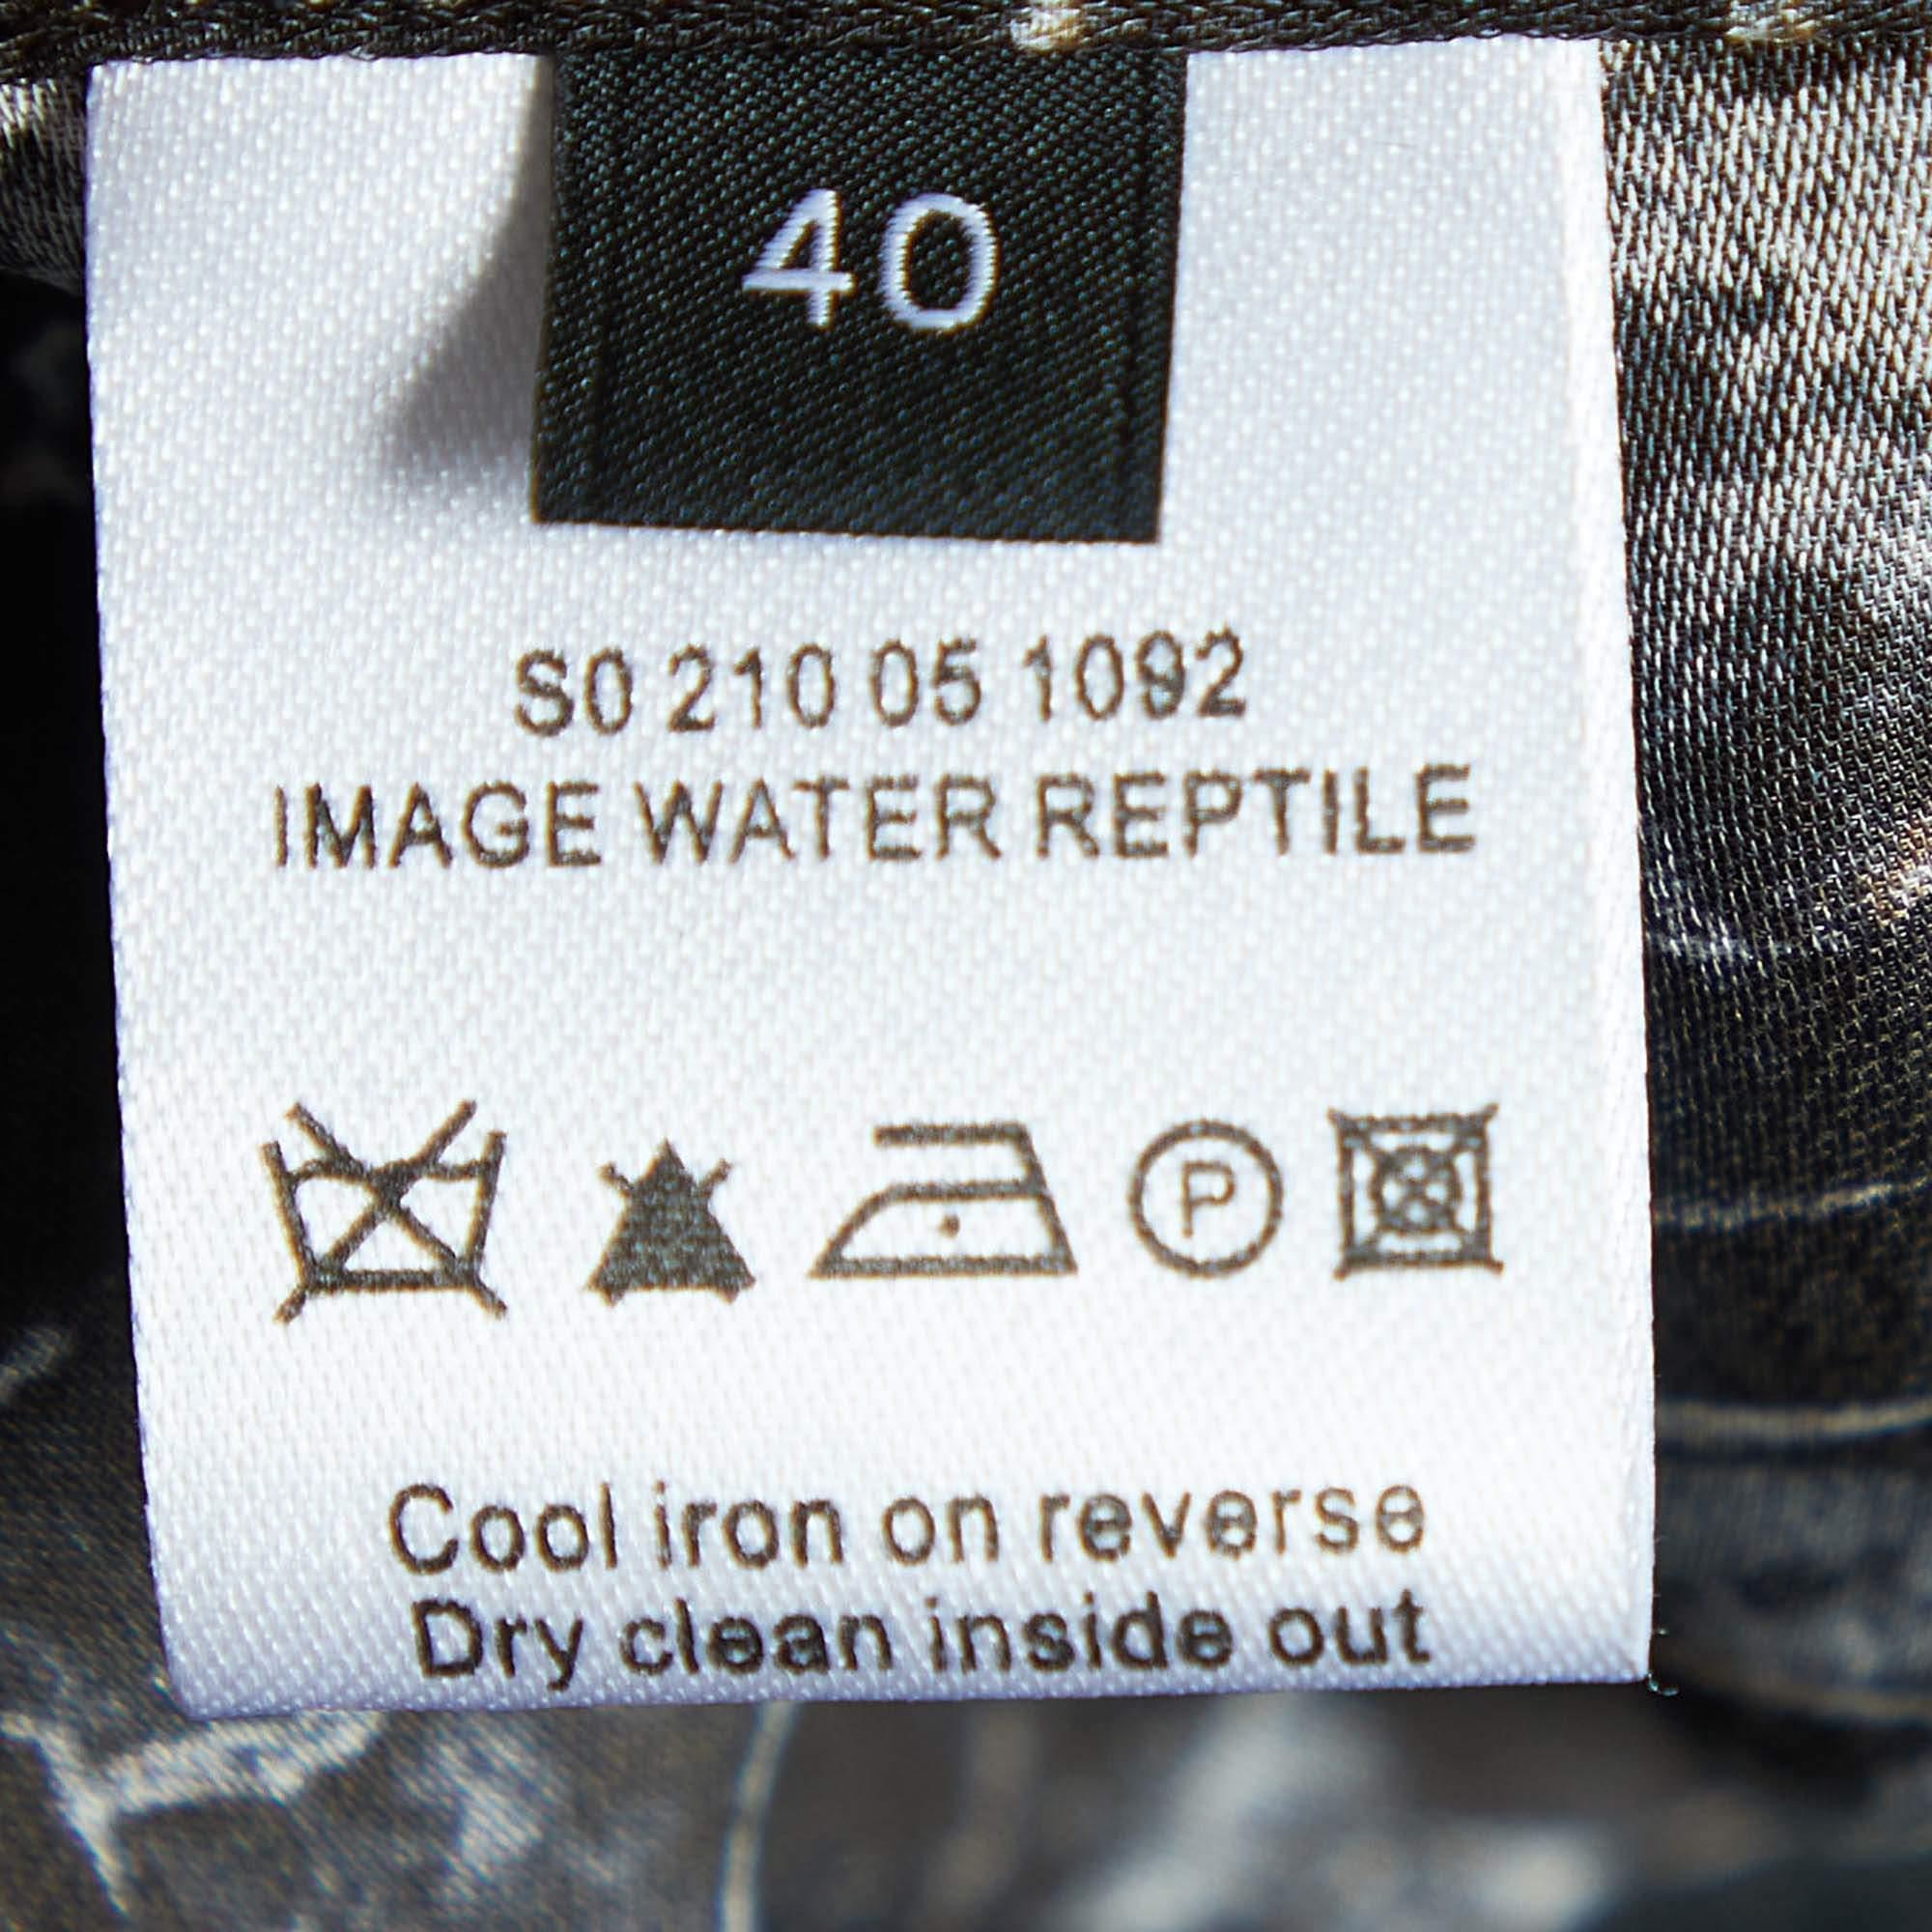 40
S0 210 05 1092
IMAGE WATER REPTILE
P
Cool iron on reverse
Dry clean inside out